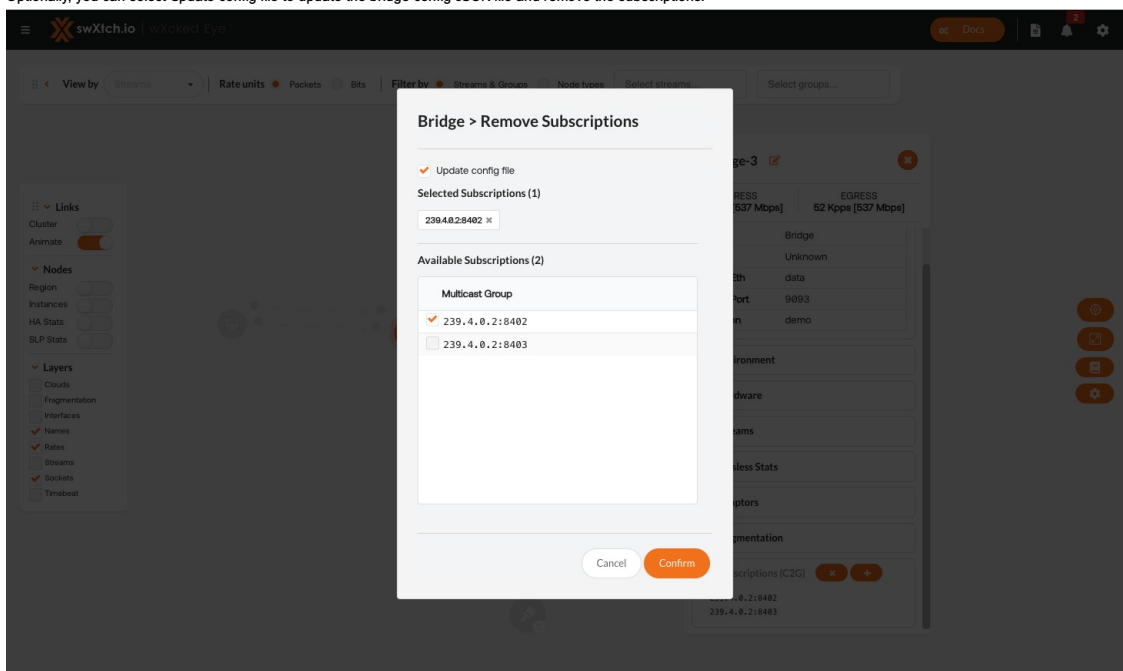 Optionally, you can select Update config file to update the bridge config JSON file and remove the subscriptions.
swXtch.io | wXcked Eye
Docs
2
View by Streams Rate units Packets Bits Filter by Streams & Groups Node types Select streams... Select groups...
Bridge > Remove Subscriptions
Update config file
Selected Subscriptions (1)
239.4.0.2:8402 ×
Available Subscriptions (2)
Multicast Group
239.4.0.2:8402
239.4.0.2:8403
Cancel Confirm
Links
Cluster
Animate
Nodes
Region
Instances
HA Stats
SLP Stats
Layers
Clouds
Fragmentation
Interfaces
Names
Rates
Streams
Sockets
Timebeat
ge-3
RESS EGRESS
[537 Mbps] 52 Kpps [537 Mbps]
Bridge
Unknown
Eth data
Port 9093
on demo
ironment
dware
eams
sless Stats
aptors
gmentation
scriptions (C2G)
239.4.0.2:8402
239.4.0.2:8403